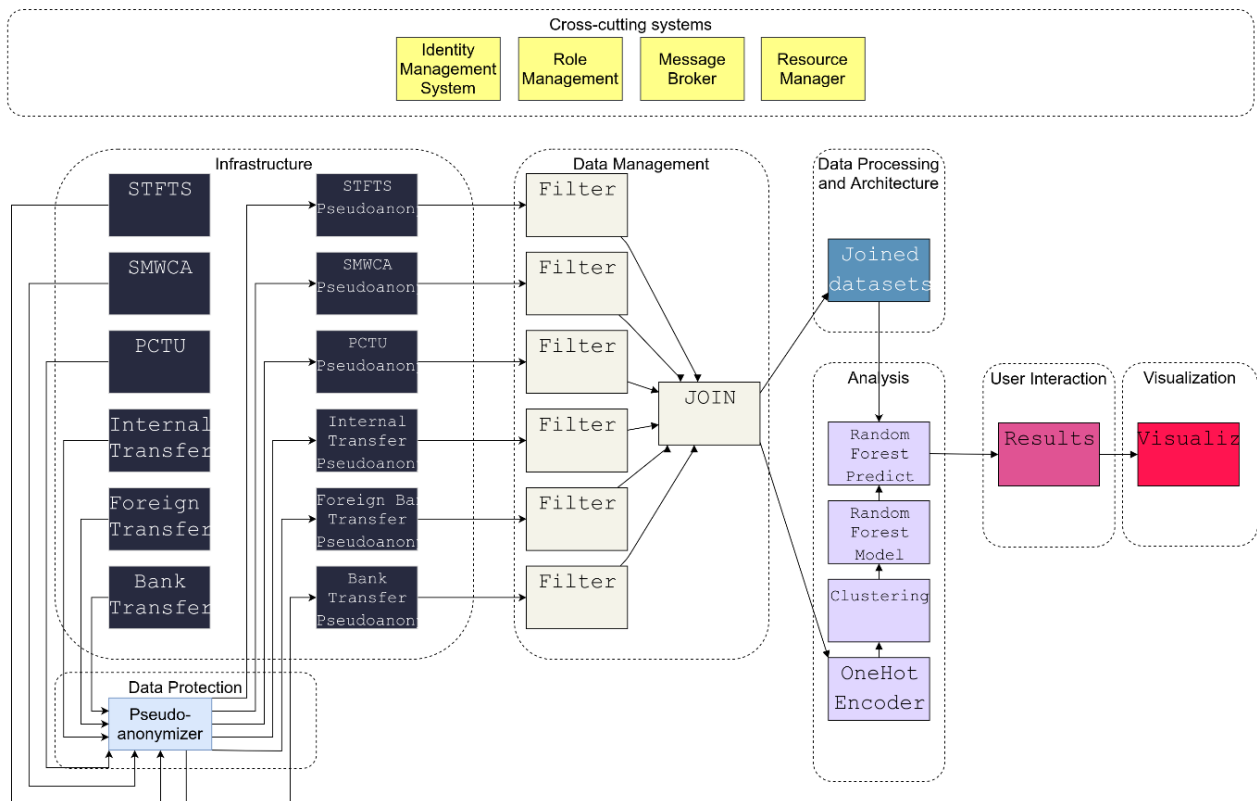 Cross-cutting systems
Identity
Management
System
Role
Management
Message
Broker
Resource
Manager
Infrastructure
STFTS
SMWCA
PCTU
Internal
Transfer
Foreign
Transfer
Bank
Transfer
STFTS
Pseudoanon
SMWCA
Pseudoanon
PCTU
Pseudoanon
Internal
Transfer
Pseudoanon
Foreign Ba
Transfer
Pseudoanon
Bank
Transfer
Pseudoanon
Data Protection
Pseudo-
anonymizer
Data Management
Filter
Filter
Filter
Filter
Filter
Filter
JOIN
Data Processing
and Architecture
Joined
datasets
Analysis
Random
Forest
Predict
Random
Forest
Model
Clustering
OneHot
Encoder
User Interaction
Results
Visualization
Visualiz